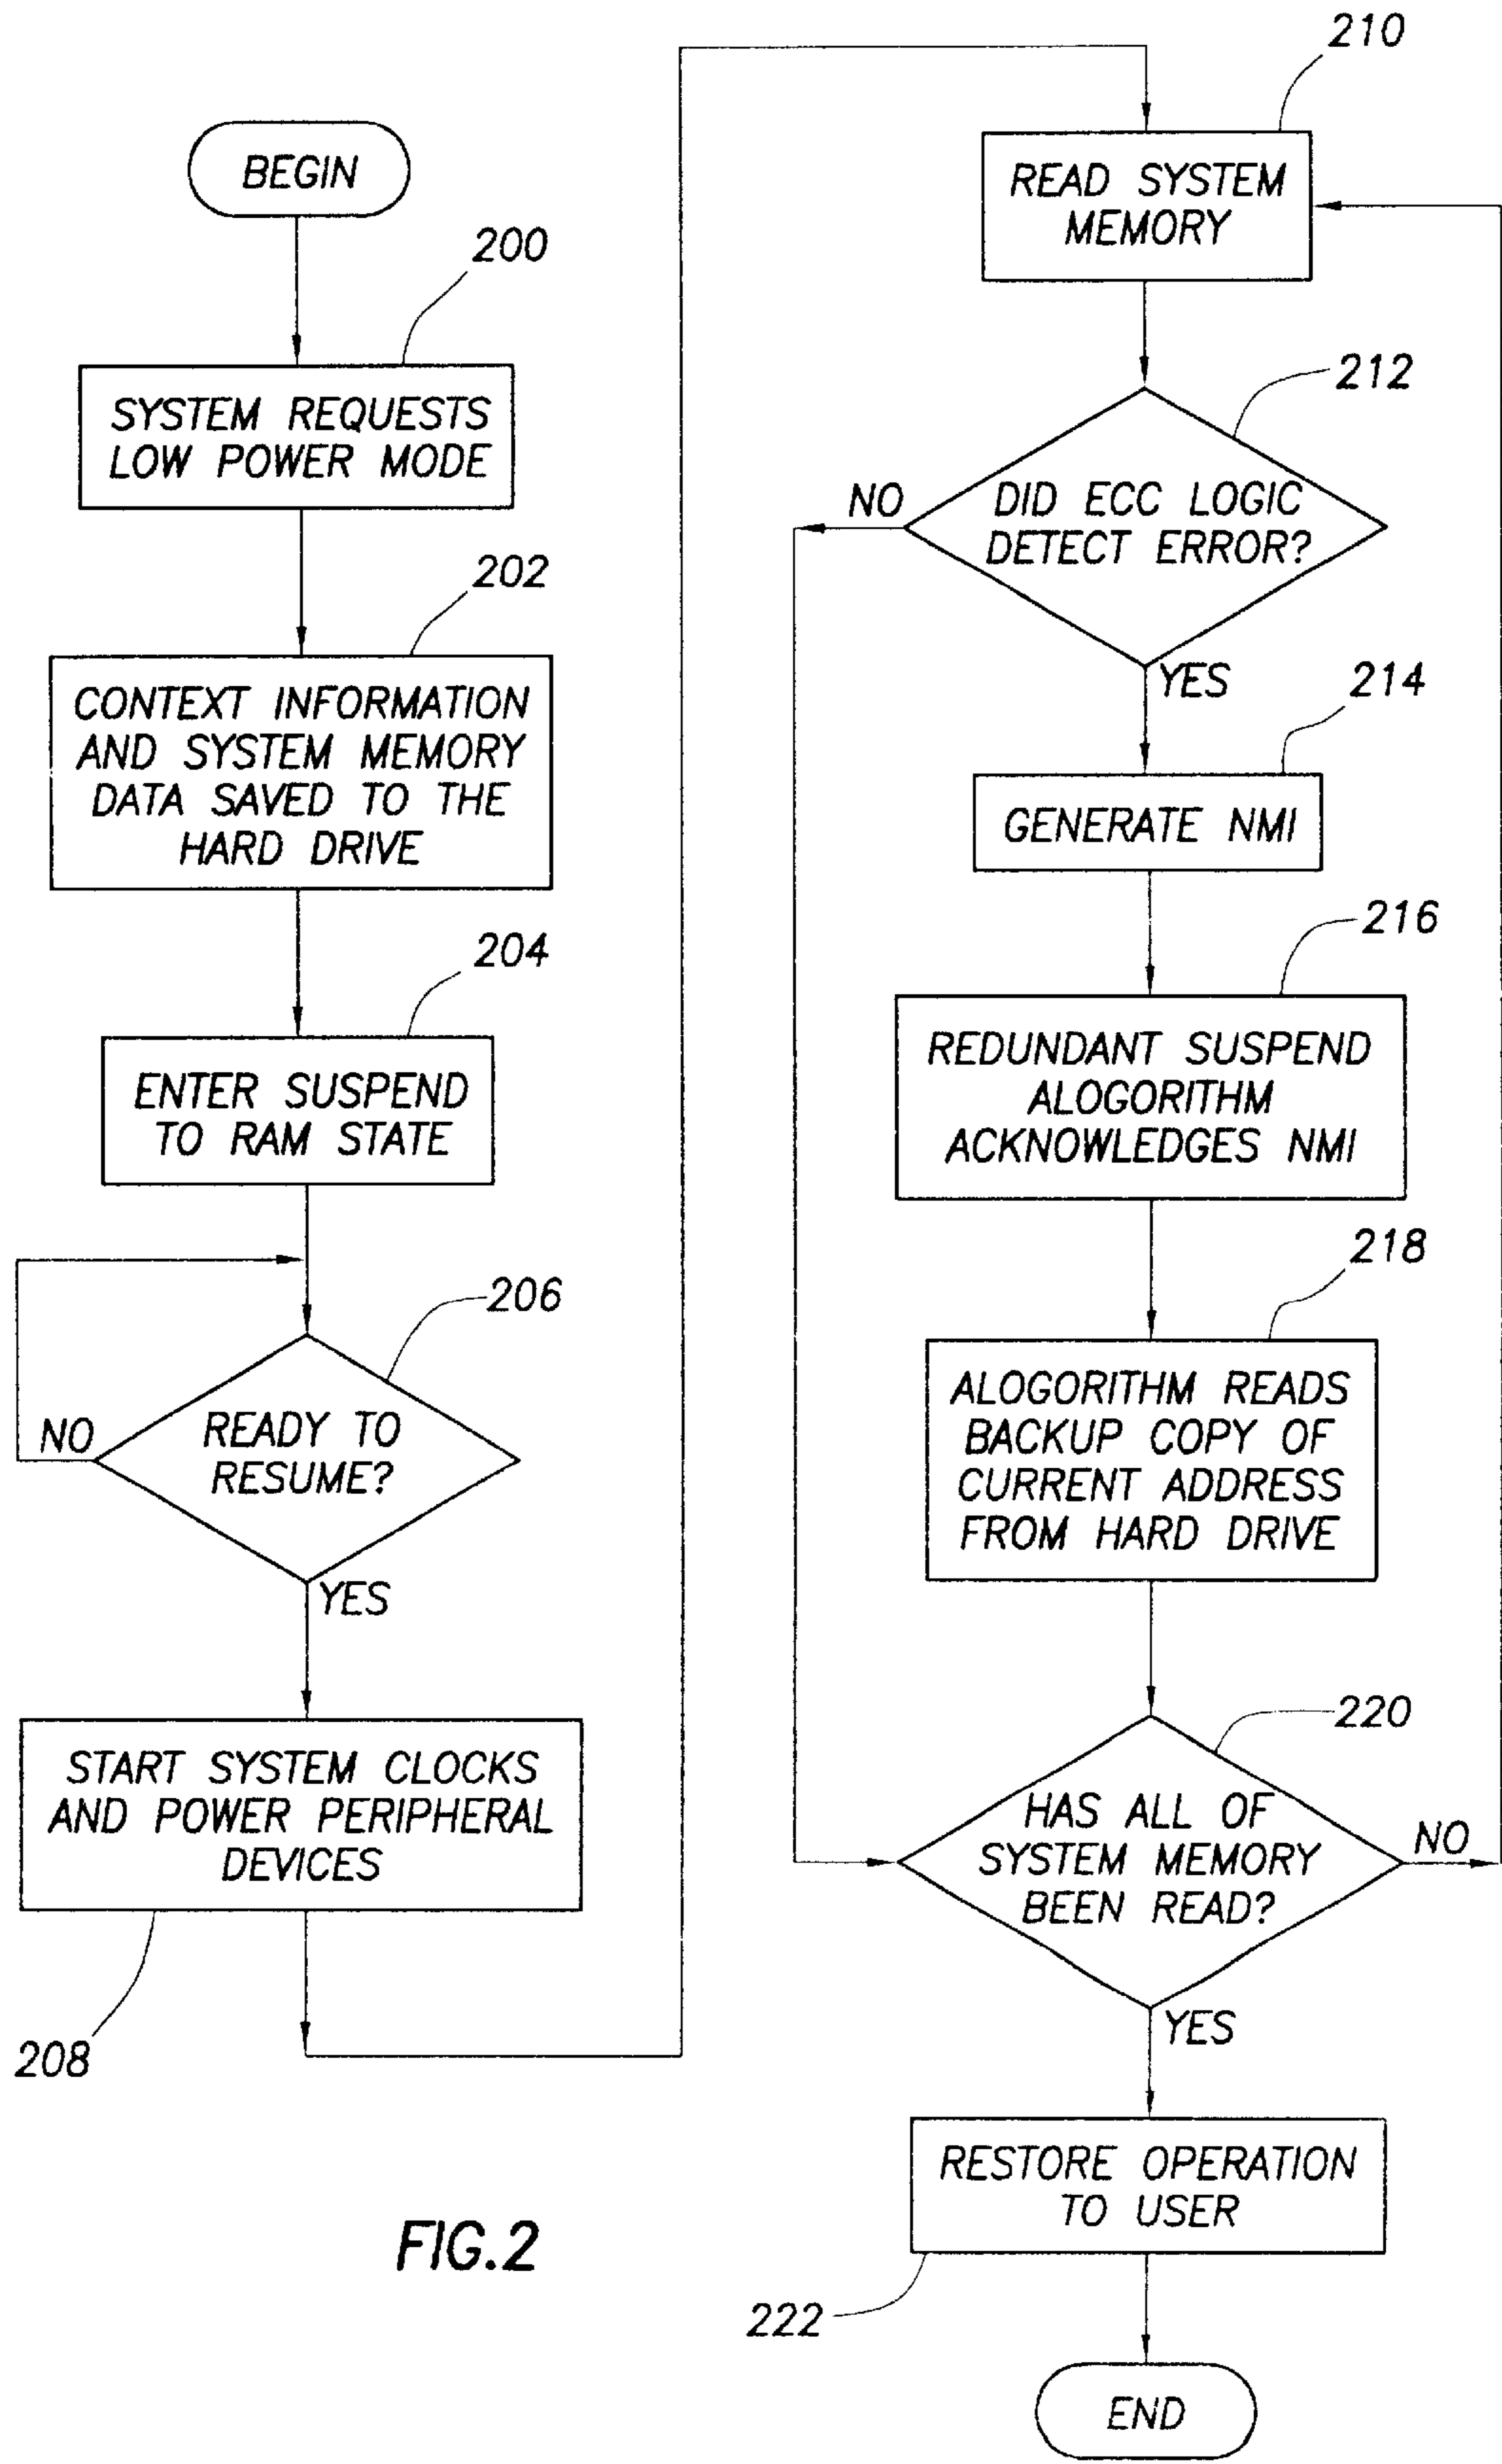 BEGIN
200
SYSTEM REQUESTS
LOW POWER MODE
202
CONTEXT INFORMATION
AND SYSTEM MEMORY
DATA SAVED TO THE
HARD DRIVE
204
ENTER SUSPEND
TO RAM STATE
206
READY TO
RESUME?
NO
YES
START SYSTEM CLOCKS
AND POWER PERIPHERAL
DEVICES
208
210
READ SYSTEM
MEMORY
212
DID ECC LOGIC
DETECT ERROR?
NO
YES
214
GENERATE NMI
216
REDUNDANT SUSPEND
ALOGORITHM
ACKNOWLEDGES NMI
218
ALOGORITHM READS
BACKUP COPY OF
CURRENT ADDRESS
FROM HARD DRIVE
220
HAS ALL OF
SYSTEM MEMORY
BEEN READ?
NO
YES
RESTORE OPERATION
TO USER
222
END
FIG.2